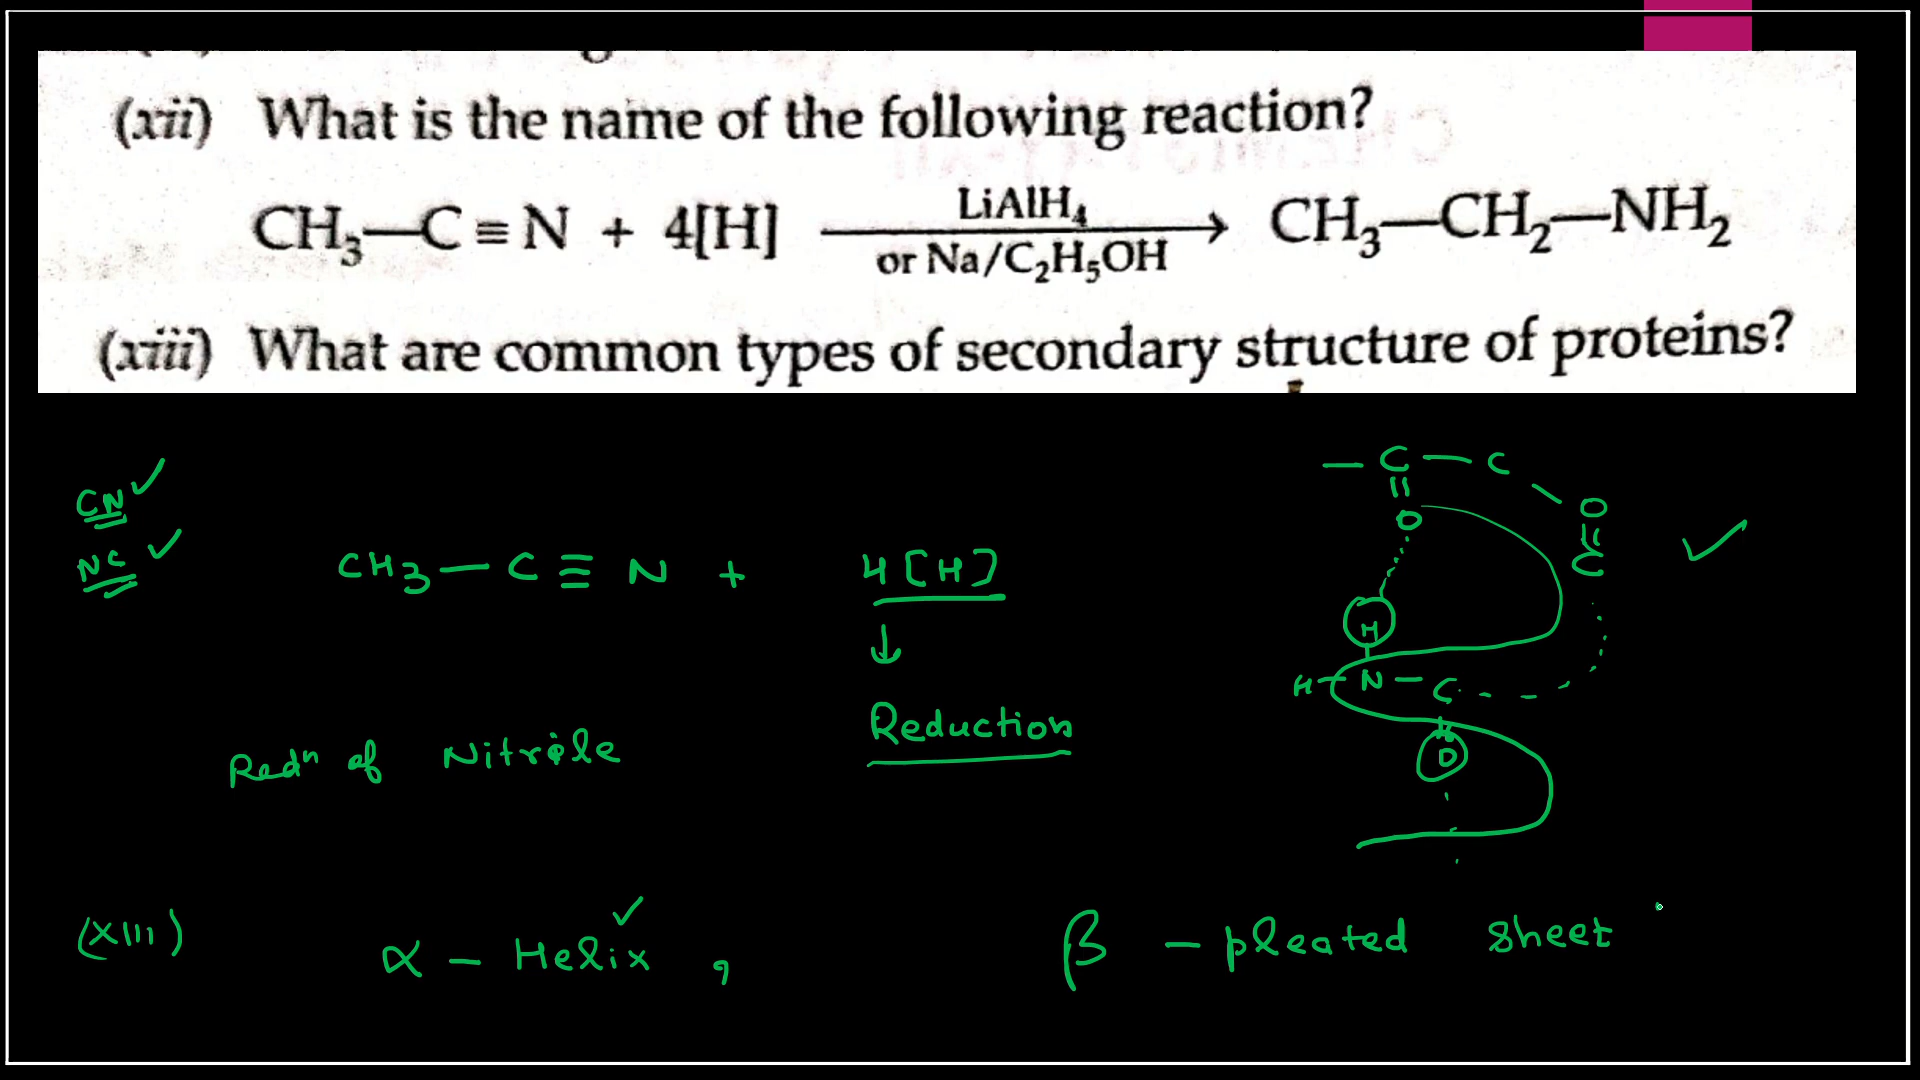 (xii) What is the name of the following reaction?
CH₃—C≡N + 4[H] LiAlH₄ or Na/C₂H₅OH → CH₃—CH₂—NH₂
(xiii) What are common types of secondary structure of proteins?
CN ✓
NC ✓
CH₃—C≡N + 4[H]
↓
Reduction
Redⁿ of Nitrile
— C — C
O
O=C
H
H—N—C
O
(XIII) α - Helix ✓, β - pleated sheet